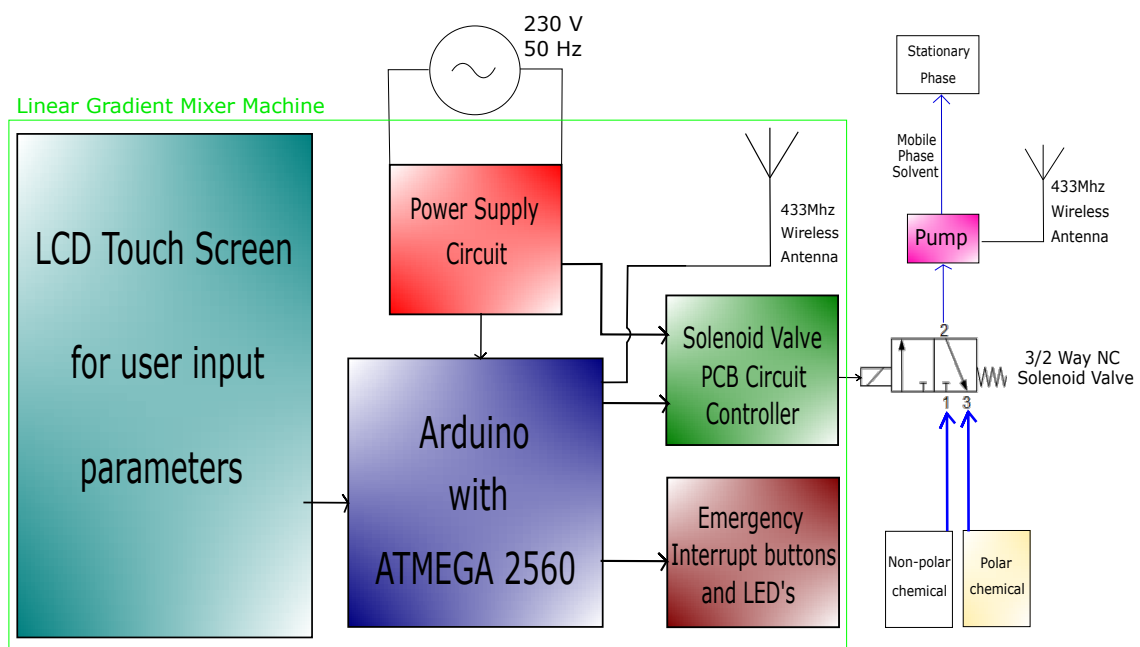 230 V
50 Hz
Linear Gradient Mixer Machine
LCD Touch Screen
for user input
parameters
Power Supply
Circuit
433Mhz
Wireless
Antenna
Arduino
with
ATMEGA 2560
Solenoid Valve
PCB Circuit
Controller
Emergency
Interrupt buttons
and LED's
Stationary
Phase
Mobile
Phase
Solvent
Pump
433Mhz
Wireless
Antenna
2
1 3
3/2 Way NC
Solenoid Valve
Non-polar
chemical
Polar
chemical